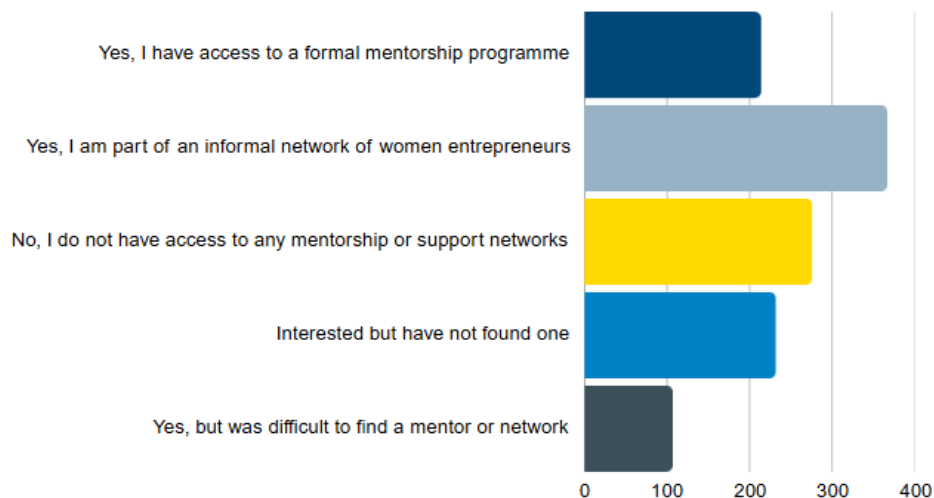 Yes, I have access to a formal mentorship programme
Yes, I am part of an informal network of women entrepreneurs
No, I do not have access to any mentorship or support networks
Interested but have not found one
Yes, but was difficult to find a mentor or network
0 100 200 300 400